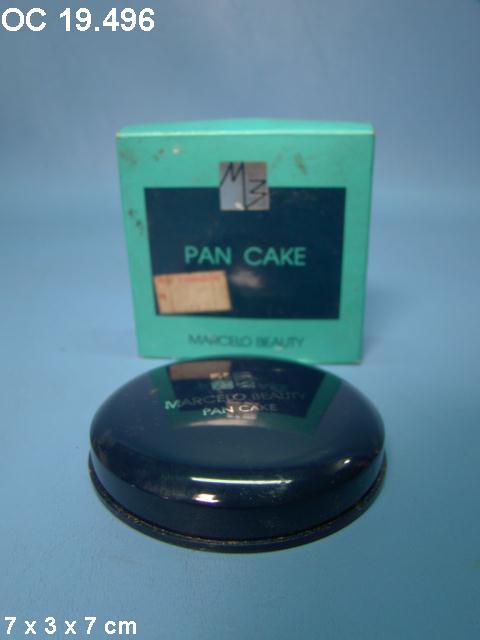 OC 19.496
PAN CAKE
MARCELO BEAUTY
MARCELO BEAUTY
PAN CAKE
7 x 3 x 7 cm